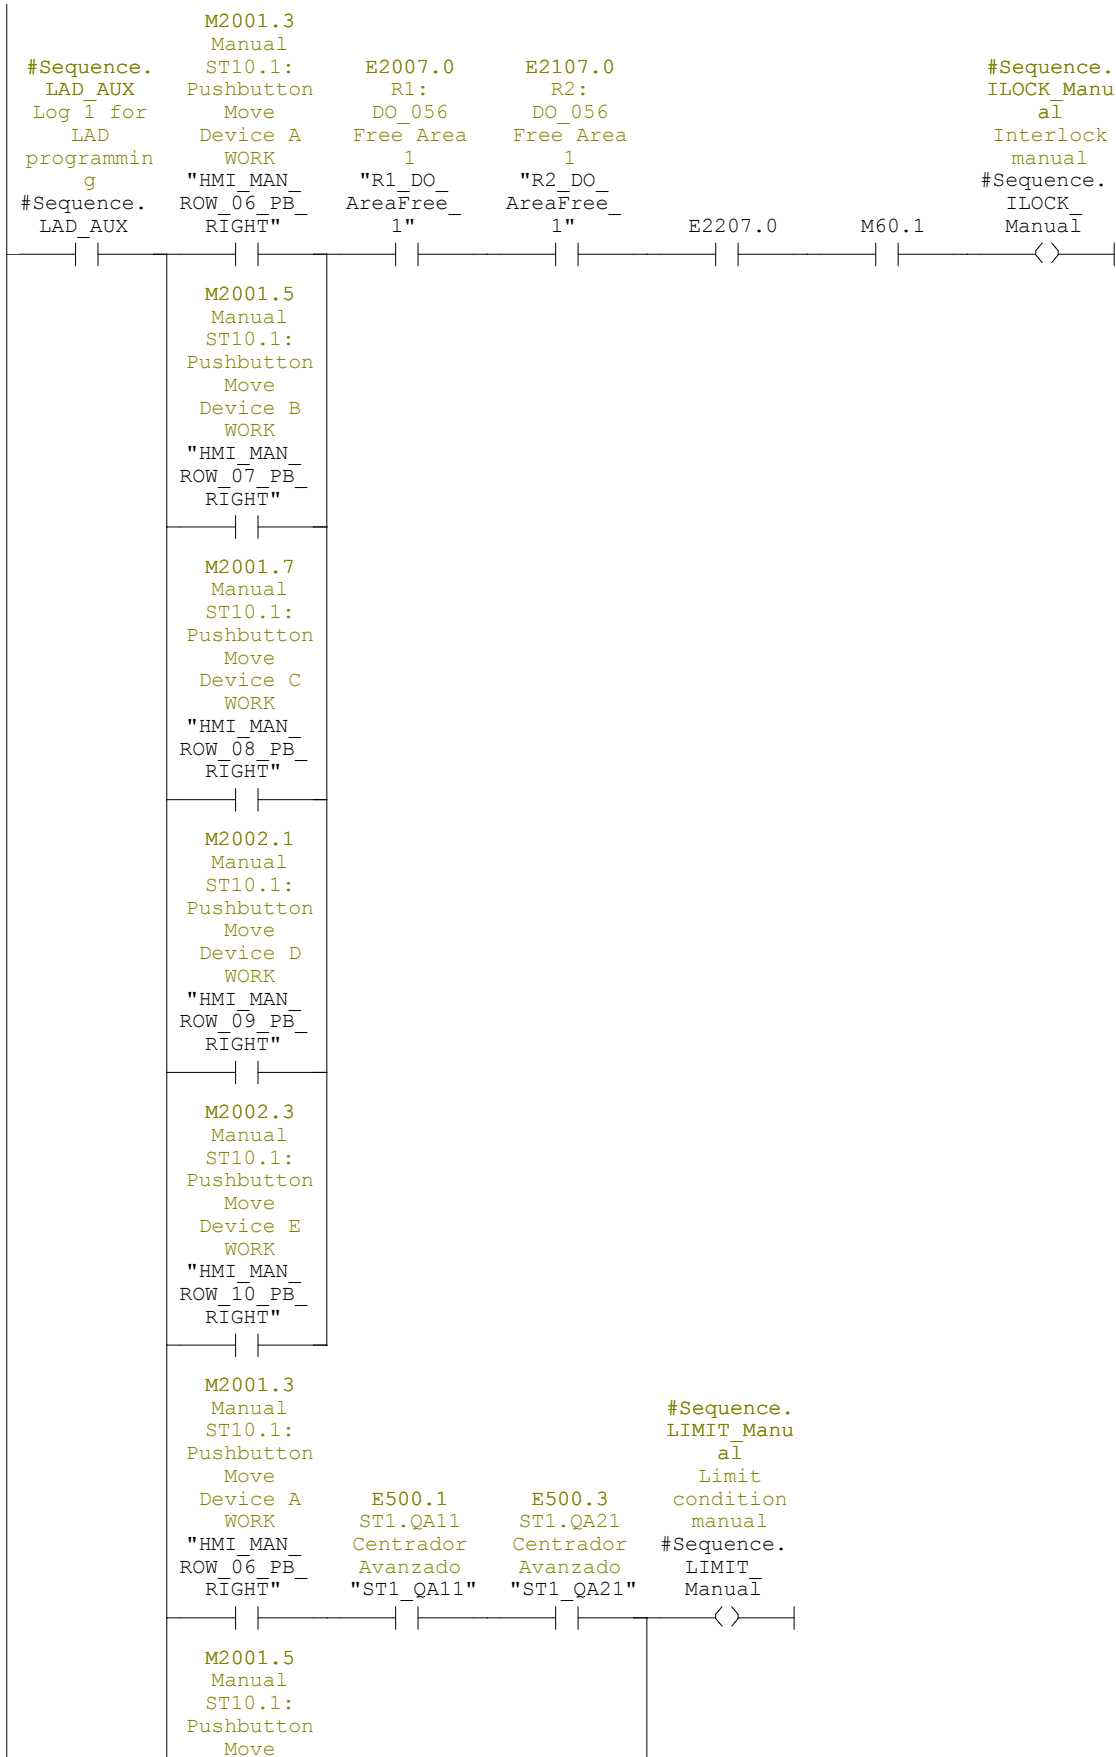 #Sequence.
LAD_AUX
Log 1 for
LAD
programmin
g
#Sequence.
LAD_AUX
M2001.3
Manual
ST10.1:
Pushbutton
Move
Device A
WORK
"HMI_MAN_
ROW_06_PB_
RIGHT"
E2007.0
R1:
DO_056
Free Area
1
"R1_DO_
AreaFree_
1"
E2107.0
R2:
DO_056
Free Area
1
"R2_DO_
AreaFree_
1"
E2207.0
M60.1
#Sequence.
ILOCK_Manu
al
Interlock
manual
#Sequence.
ILOCK_
Manual
M2001.5
Manual
ST10.1:
Pushbutton
Move
Device B
WORK
"HMI_MAN_
ROW_07_PB_
RIGHT"
M2001.7
Manual
ST10.1:
Pushbutton
Move
Device C
WORK
"HMI_MAN_
ROW_08_PB_
RIGHT"
M2002.1
Manual
ST10.1:
Pushbutton
Move
Device D
WORK
"HMI_MAN_
ROW_09_PB_
RIGHT"
M2002.3
Manual
ST10.1:
Pushbutton
Move
Device E
WORK
"HMI_MAN_
ROW_10_PB_
RIGHT"
M2001.3
Manual
ST10.1:
Pushbutton
Move
Device A
WORK
"HMI_MAN_
ROW_06_PB_
RIGHT"
E500.1
ST1.QA11
Centrador
Avanzado
"ST1_QA11"
E500.3
ST1.QA21
Centrador
Avanzado
"ST1_QA21"
#Sequence.
LIMIT_Manu
al
Limit
condition
manual
#Sequence.
LIMIT_
Manual
M2001.5
Manual
ST10.1:
Pushbutton
Move